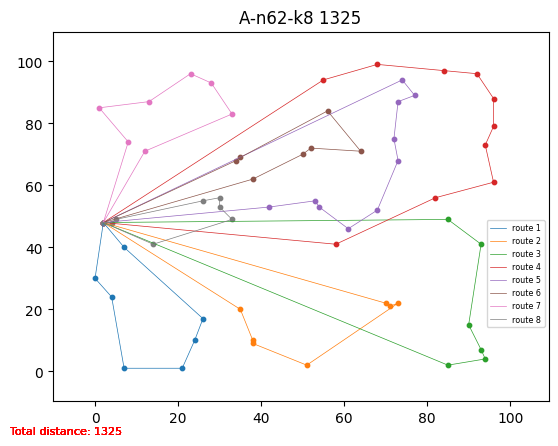 A-n62-k8 1325
100
80
60
40
20
0
0 20 40 60 80 100
route 1
route 2
route 3
route 4
route 5
route 6
route 7
route 8
Total distance: 1325